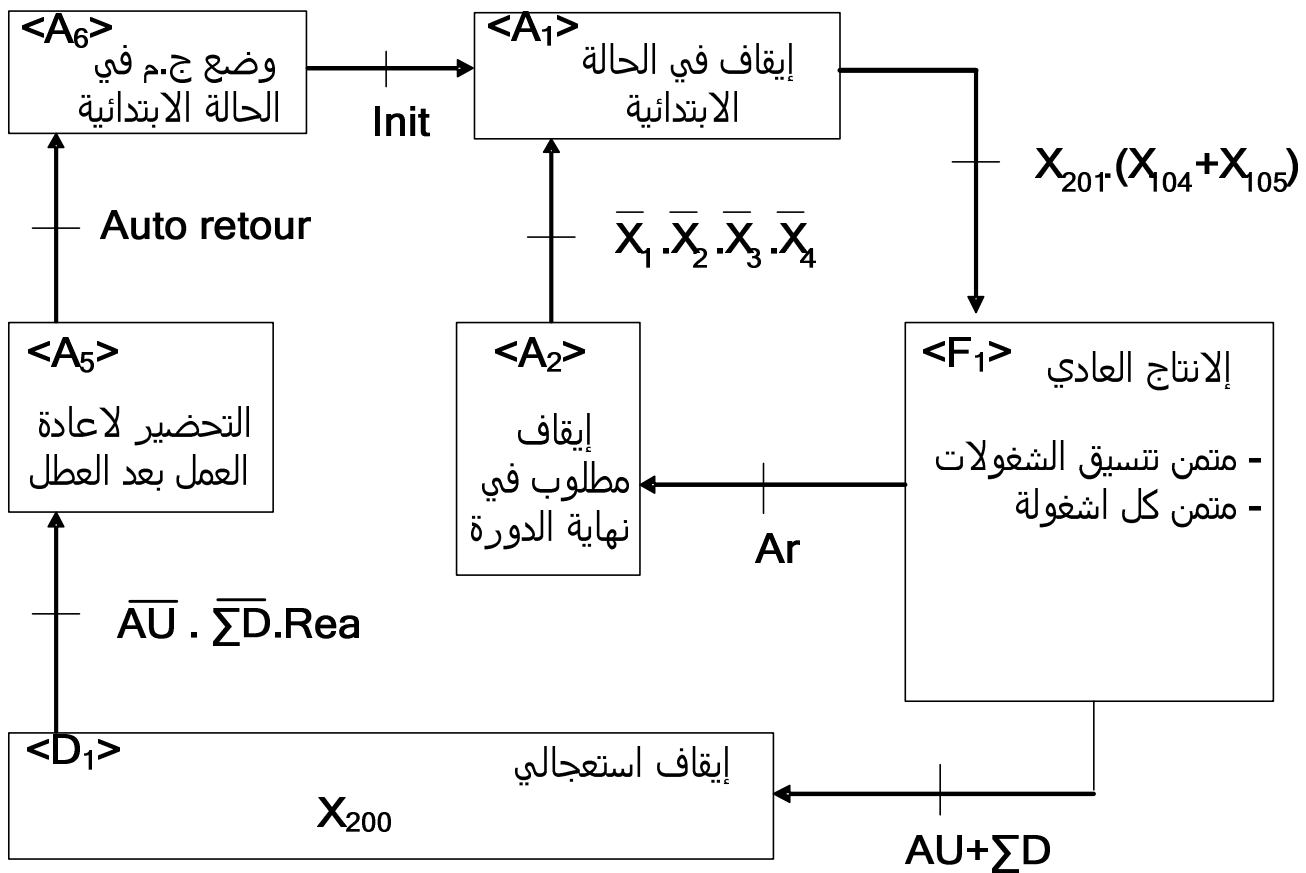 <A₆>
وضع ج.م في
الحالة الابتدائية
Init
<A₁>
إيقاف في الحالة
الابتدائية
X₂₀₁.(X₁₀₄+X₁₀₅)
Auto retour
X̅₁.X̅₂.X̅₃.X̅₄
<A₅>
التحضير لاعادة
العمل بعد العطل
<A₂>
إيقاف
مطلوب في
نهاية الدورة
<F₁>
إلانتاج العادي
- متمن تنسيق الشغولات
- متمن كل اشغولة
Ar
A̅U̅ . ∑̅D̅.Rea
<D₁>
إيقاف استعجالي
X₂₀₀
AU+∑D